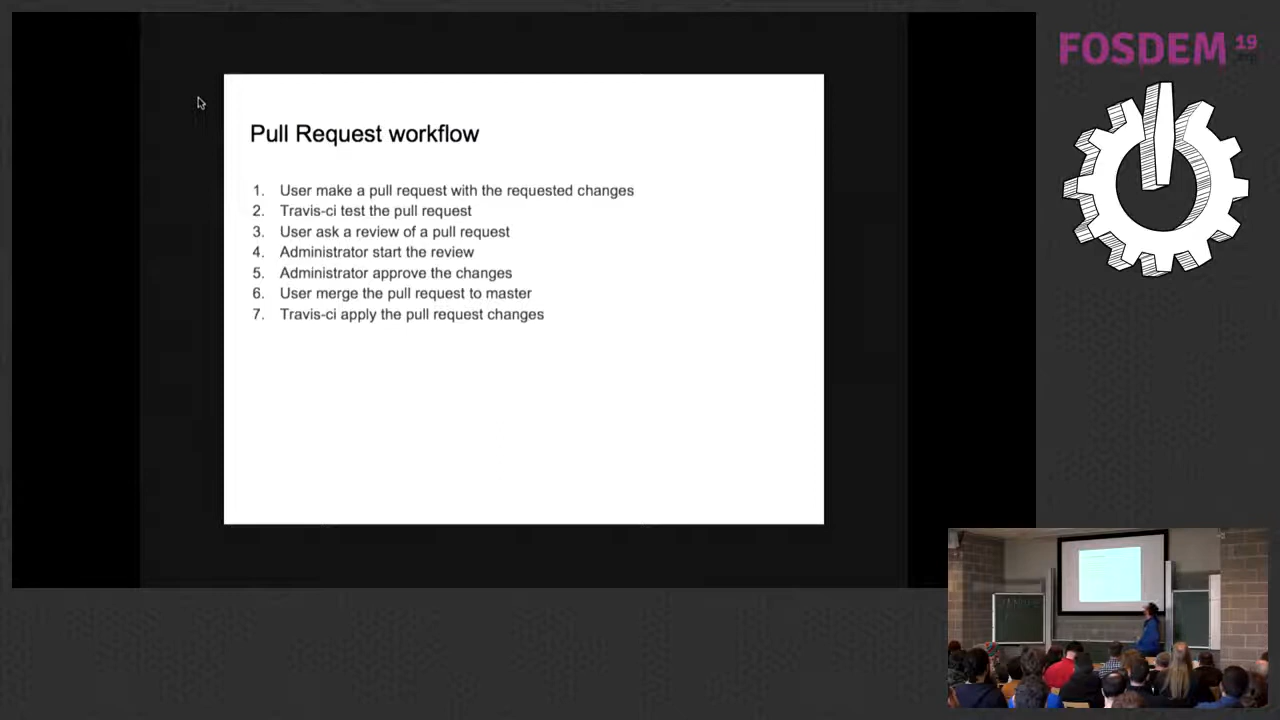 FOSDEM 19
Pull Request workflow
1. User make a pull request with the requested changes
2. Travis-ci test the pull request
3. User ask a review of a pull request
4. Administrator start the review
5. Administrator approve the changes
6. User merge the pull request to master
7. Travis-ci apply the pull request changes